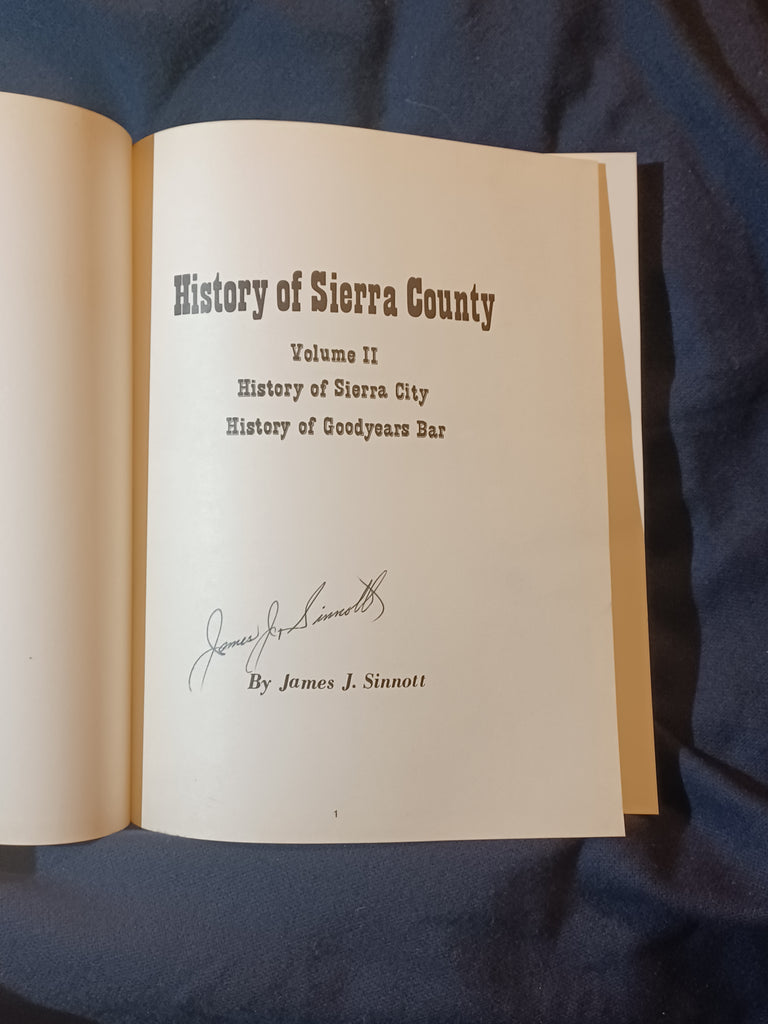 History of Sierra County
Volume II
History of Sierra City
History of Goodyears Bar
James J. Sinnott
By James J. Sinnott
1